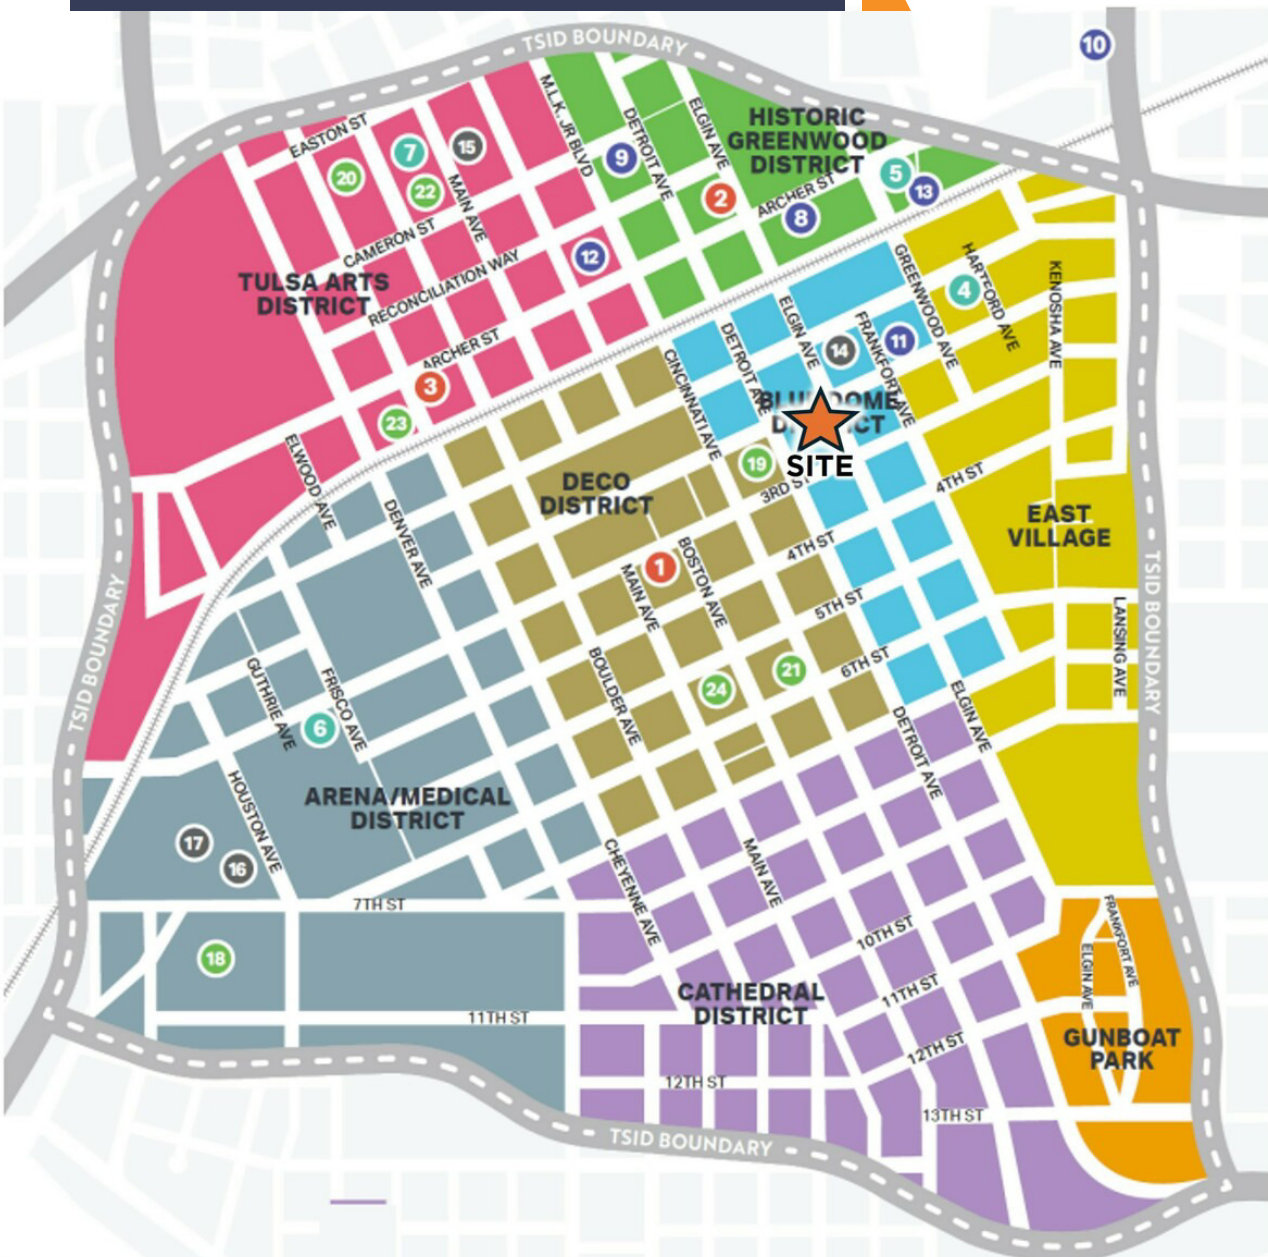 TSID BOUNDARY
10
EASTON ST
M.L.K. JR BLVD
DETROIT AVE
ELGIN AVE
HISTORIC
GREENWOOD
DISTRICT
7
15
20
22
9
2
5
13
8
ARCHER ST
MAIN AVE
CAMERON ST
RECONCILIATION WAY
12
TULSA ARTS
DISTRICT
ARCHER ST
3
23
GREENWOOD AVE
HARTFORD AVE
KENOSHA AVE
4
ELGIN AVE
FRANKFORT AVE
14
11
DETROIT AVE
CINCINNATI AVE
SITE
ELWOOD AVE
DENVER AVE
DECO
DISTRICT
19
3RD
4TH ST
4TH ST
EAST
VILLAGE
1
MAIN AVE
BOSTON AVE
5TH ST
6TH ST
TSID BOUNDARY
TSID BOUNDARY
LANSING AVE
GUTHRIE AVE
FRISCO AVE
BOULDER AVE
24
21
6
ELGIN AVE
DETROIT AVE
HOUSTON AVE
ARENA/MEDICAL
DISTRICT
17
16
CHEYENNE AVE
MAIN AVE
7TH ST
18
10TH ST
11TH ST
12TH ST
CATHEDRAL
DISTRICT
11TH ST
12TH ST
13TH ST
FRANKFORT AVE
ELGIN AVE
GUNBOAT
PARK
TSID BOUNDARY